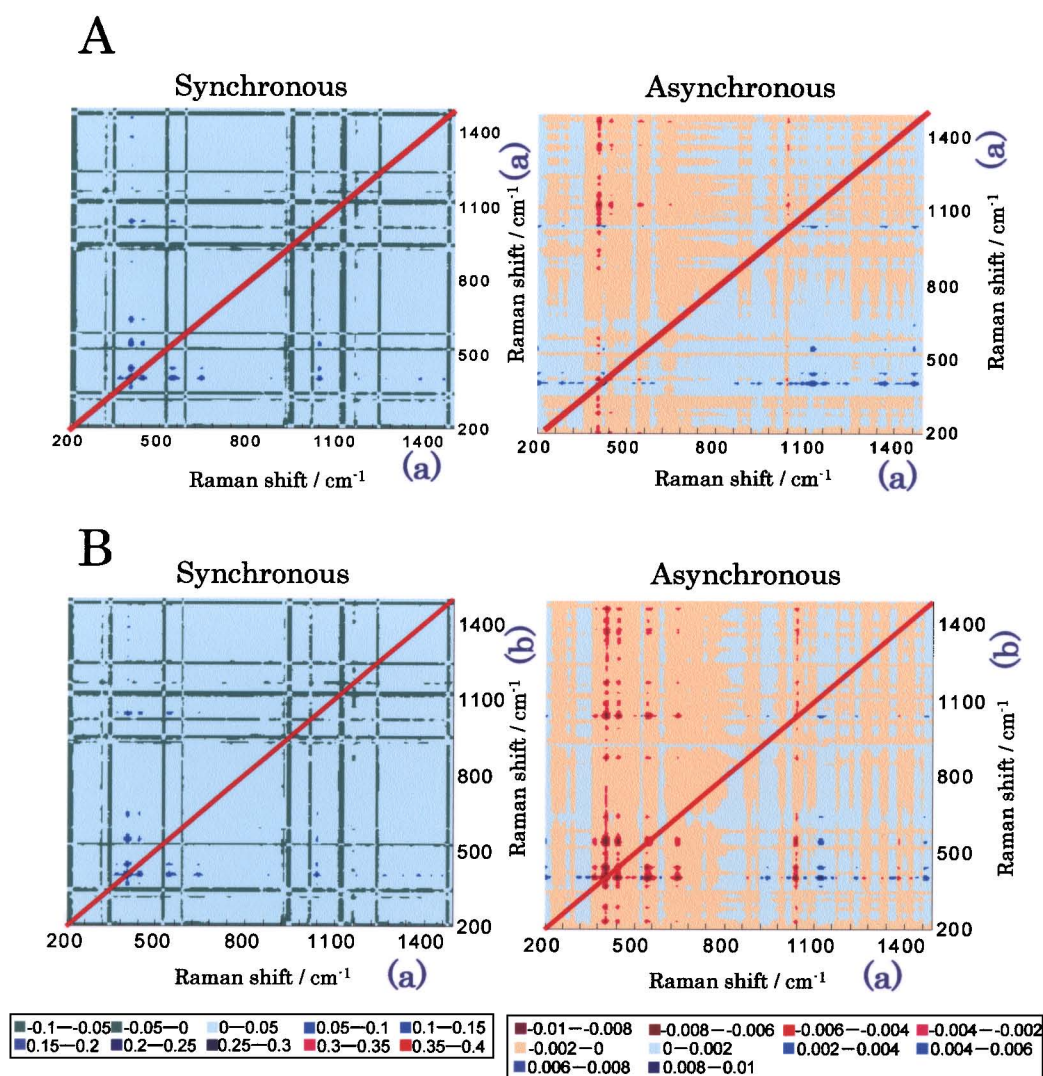 A
Synchronous
Asynchronous
1400
1100
800
500
200
(a)
Raman shift / cm-1
200 500 800 1100 1400
Raman shift / cm-1
(a)
1400
1100
800
500
200
(a)
Raman shift / cm-1
200 500 800 1100 1400
Raman shift / cm-1
(a)
B
Synchronous
Asynchronous
1400
1100
800
500
200
(b)
Raman shift / cm-1
200 500 800 1100 1400
Raman shift / cm-1
(a)
1400
1100
800
500
200
(b)
Raman shift / cm-1
200 500 800 1100 1400
Raman shift / cm-1
(a)
-0.1—-0.05 -0.05—0 0—0.05 0.05—0.1 0.1—0.15
0.15—0.2 0.2—0.25 0.25—0.3 0.3—0.35 0.35—0.4
-0.01—-0.008 -0.008—-0.006 -0.006—-0.004 -0.004—-0.002
-0.002—0 0—0.002 0.002—0.004 0.004—0.006
0.006—0.008 0.008—0.01